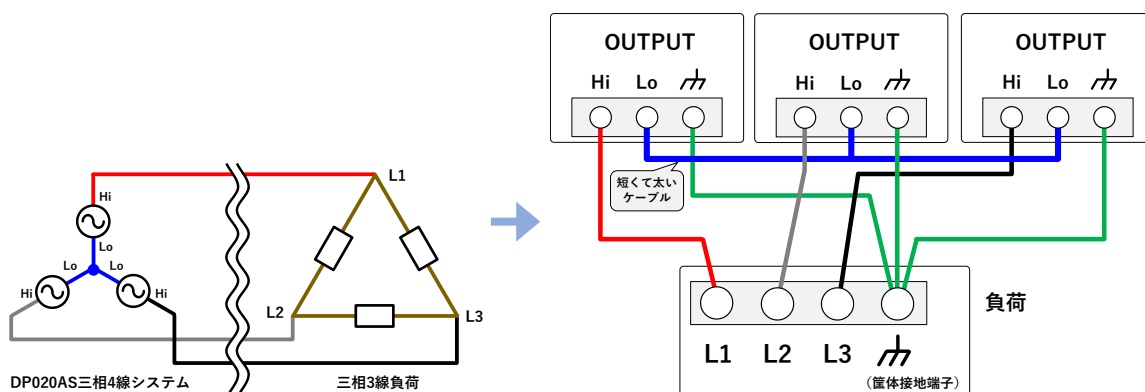 L1
Hi
Lo
Lo
Lo
Hi
Hi
L2
L3
DP020AS三相4線システム
三相3線負荷
OUTPUT
Hi
Lo
OUTPUT
Hi
Lo
OUTPUT
Hi
Lo
短くて太い
ケーブル
負荷
L1
L2
L3
(筐体接地端子)